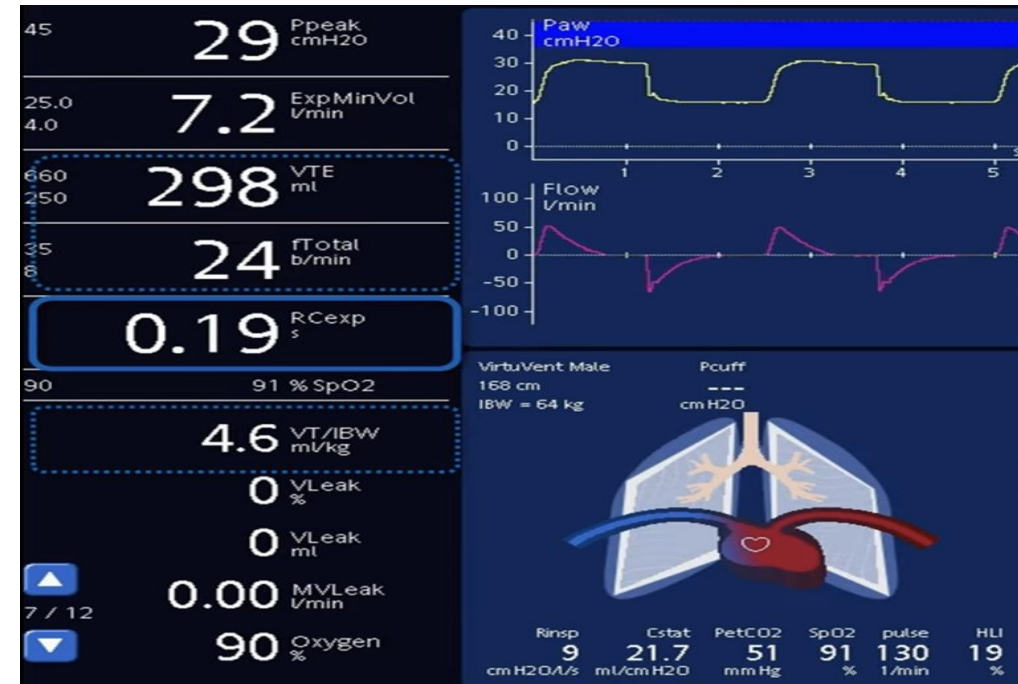 45 29 Ppeak
cmH2O
25.0 7.2 ExpMinVol
4.0 l/min
660 298 VTE
250 ml
35 24 fTotal
8 b/min
0.19 RCexp
s
90 91 % SpO2
4.6 VT/IBW
ml/kg
0 VLeak
%
0 VLeak
ml
0.00 MVLeak
l/min
7 / 12
90 Oxygen
%
40 Paw
cmH2O
30
20
10
0
1 2 3 4 5 s
100 Flow
l/min
50
0
-50
-100
VirtuVent Male Pcuff
168 cm ---
IBW = 64 kg cmH2O
Rinsp Cstat PetCO2 SpO2 pulse HLI
9 21.7 51 91 130 19
cmH2O/l/s ml/cmH2O mmHg % 1/min %